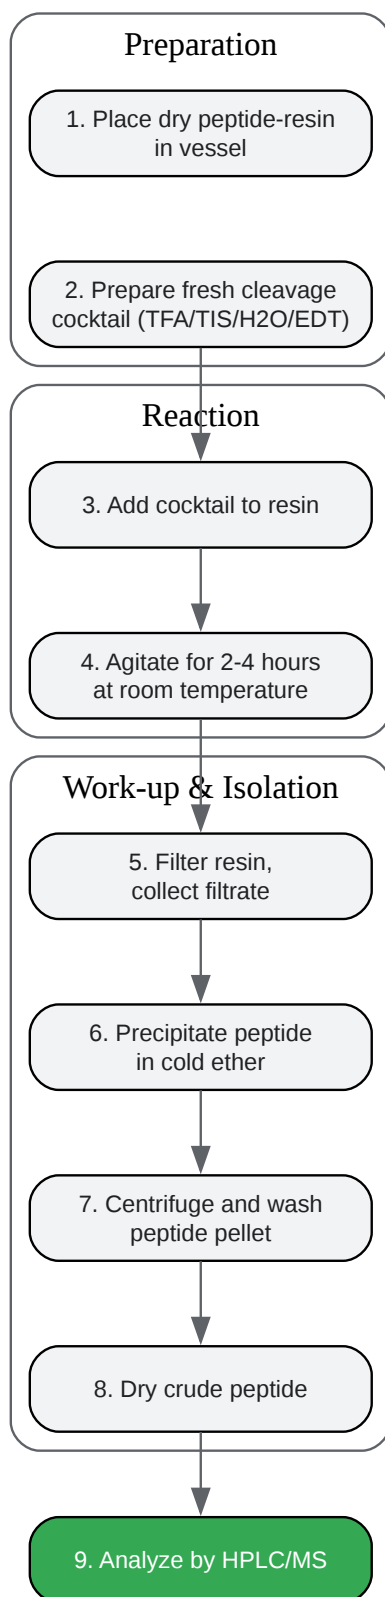 Preparation
1. Place dry peptide-resin
in vessel
2. Prepare fresh cleavage
cocktail (TFA/TIS/H2O/EDT)
Reaction
3. Add cocktail to resin
4. Agitate for 2-4 hours
at room temperature
Work-up & Isolation
5. Filter resin,
collect filtrate
6. Precipitate peptide
in cold ether
7. Centrifuge and wash
peptide pellet
8. Dry crude peptide
9. Analyze by HPLC/MS